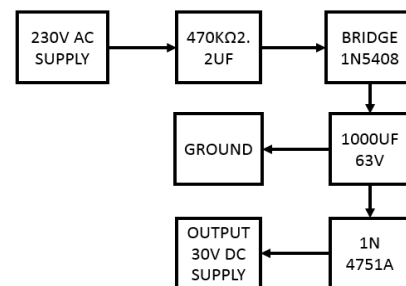 230V AC
SUPPLY
470KΩ2.
2UF
BRIDGE
1N5408
GROUND
1000UF
63V
OUTPUT
30V DC
SUPPLY
1N
4751A